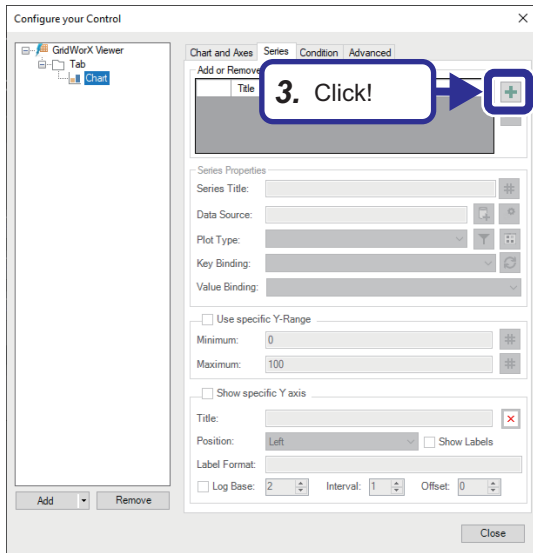 Configure your Control
GridWorX Viewer
Tab
Chart
Chart and Axes Series Condition Advanced
Add or Remove
Title
3. Click!
Series Properties
Series Title:
Data Source:
Plot Type:
Key Binding:
Value Binding:
Use specific Y-Range
Minimum: 0
Maximum: 100
Show specific Y axis
Title:
Position: Left Show Labels
Label Format:
Log Base: 2 Interval: 1 Offset: 0
Add Remove
Close